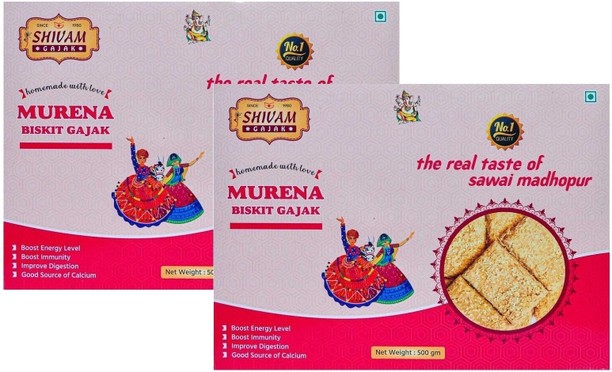 SINCE 1980
SHIVAM
GAJAK
No.1
QUALITY
homemade with love
the real taste of
MURENA
BISKIT GAJAK
Boost Energy Level
Boost Immunity
Improve Digestion
Good Source of Calcium
Net Weight : 50
SINCE 1980
SHIVAM
GAJAK
No.1
QUALITY
homemade with love
the real taste of
sawai madhopur
MURENA
BISKIT GAJAK
Boost Energy Level
Boost Immunity
Improve Digestion
Good Source of Calcium
Net Weight : 500 gm